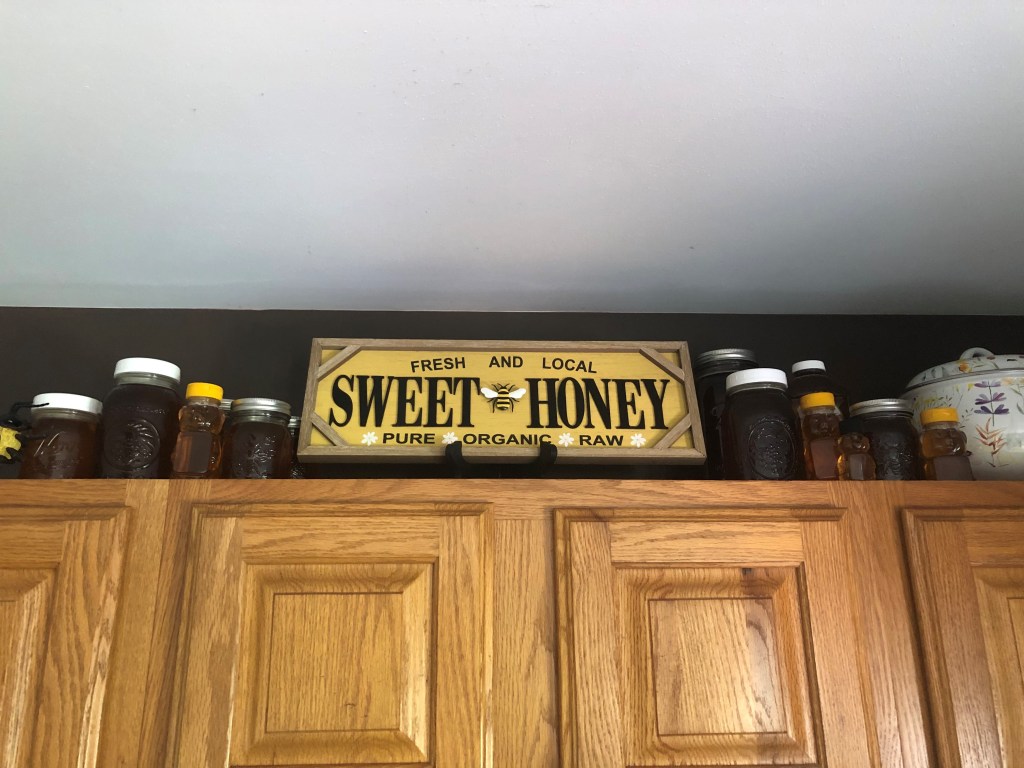 FRESH AND LOCAL
SWEET HONEY
PURE ORGANIC RAW